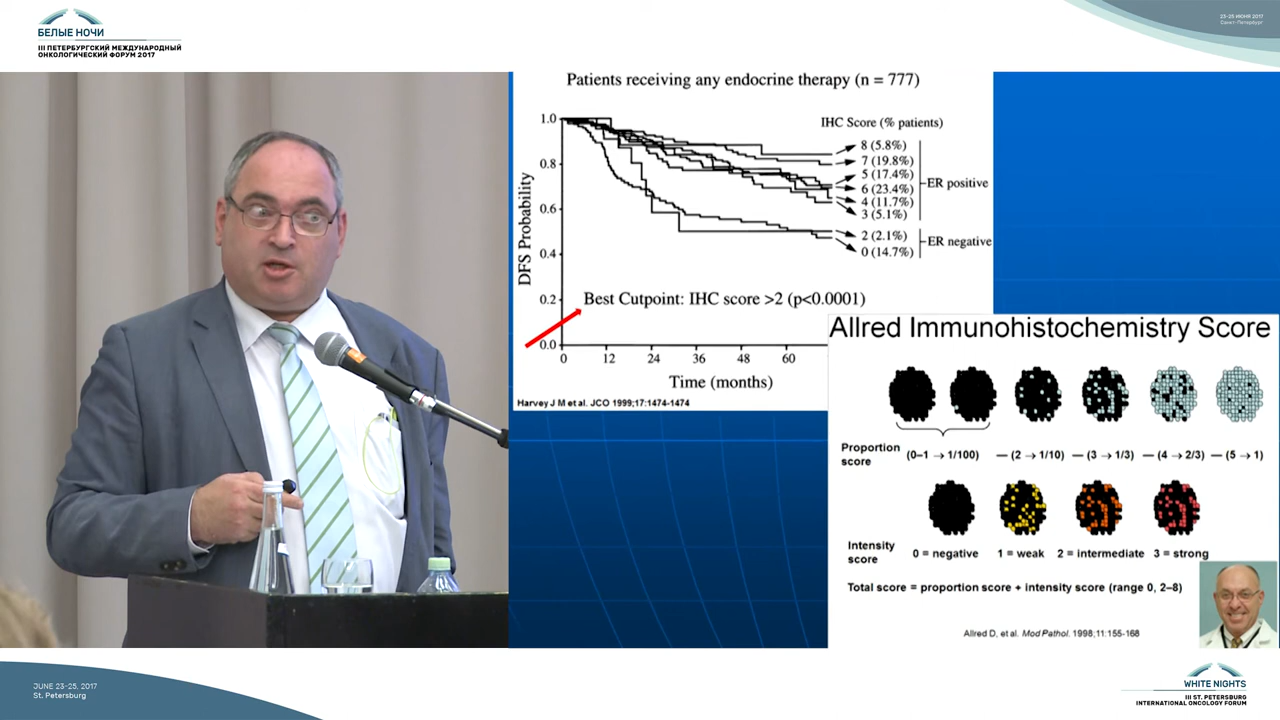 БЕЛЫЕ НОЧИ
III ПЕТЕРБУРГСКИЙ МЕЖДУНАРОДНЫЙ
ОНКОЛОГИЧЕСКИЙ ФОРУМ 2017
23-25 ИЮНЯ 2017
Санкт-Петербург
Patients receiving any endocrine therapy (n = 777)
IHC Score (% patients)
DFS Probability
1.0
0.8
0.6
0.4
0.2
0.0
8 (5.8%)
7 (19.8%)
5 (17.4%)
6 (23.4%)
4 (11.7%)
3 (5.1%)
ER positive
2 (2.1%)
0 (14.7%)
ER negative
Best Cutpoint: IHC score >2 (p<0.0001)
0 12 24 36 48 60
Time (months)
Harvey J M et al. JCO 1999;17:1474-1474
Allred Immunohistochemistry Score
Proportion
score
(0–1 → 1/100) — (2 → 1/10) — (3 → 1/3) — (4 → 2/3) — (5 → 1)
Intensity
score
0 = negative 1 = weak 2 = intermediate 3 = strong
Total score = proportion score + intensity score (range 0, 2–8)
Allred D, et al. Mod Pathol. 1998;11:155-168
JUNE 23-25, 2017
St. Petersburg
WHITE NIGHTS
III ST. PETERSBURG
INTERNATIONAL ONCOLOGY FORUM